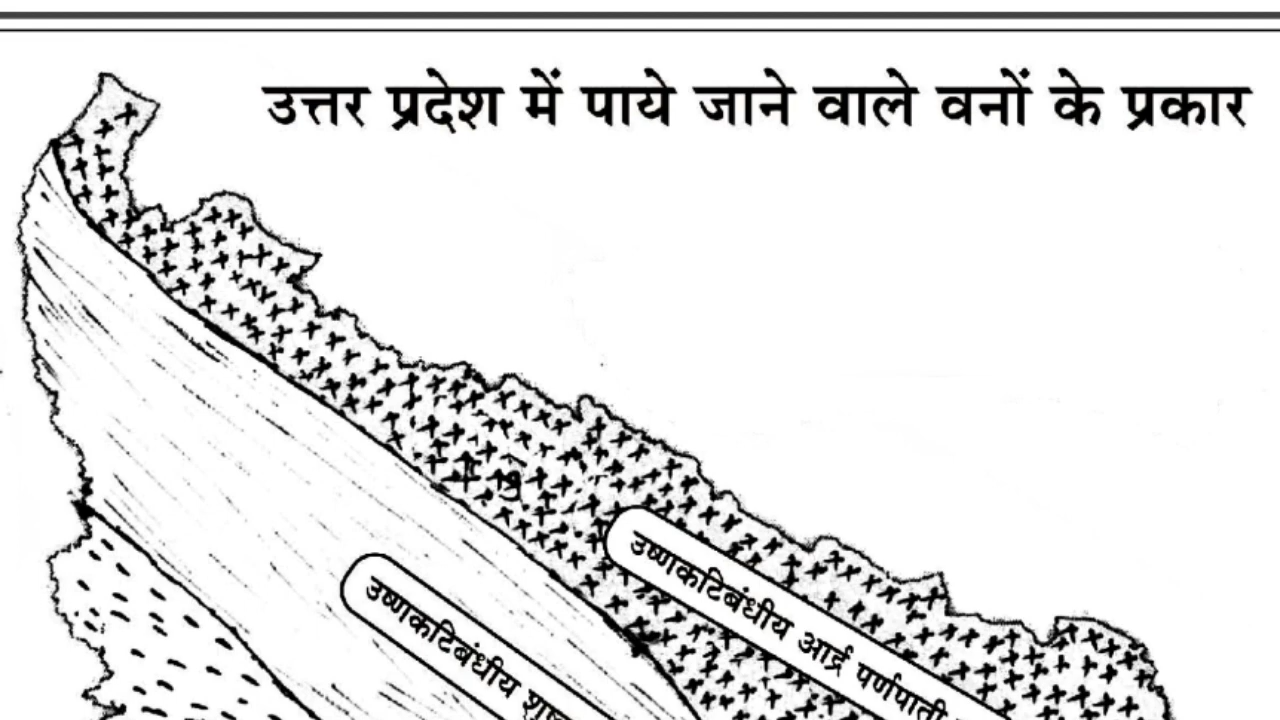 उत्तर प्रदेश में पाये जाने वाले वनों के प्रकार
उष्णकटिबंधीय आर्द्र पर्णपाती
उष्णकटिबंधीय